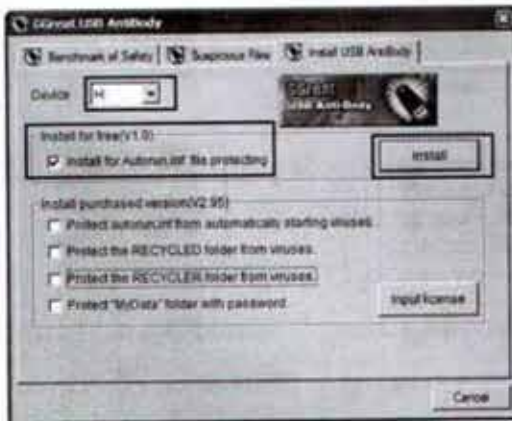 CGreat USB AntiBody
Benchmark of Safety
Suspicious Files
Install USB AntiBody
Device
H:
CGreat
USB Anti-Body
Install for free(V1.0)
Install for Autorun.inf file protecting
Install
Install purchased version(V2.95)
Protect autorun.inf from automatically starting viruses.
Protect the RECYCLED folder from viruses.
Protect the RECYCLER folder from viruses.
Protect "MyData" folder with password
Input license
Cancel